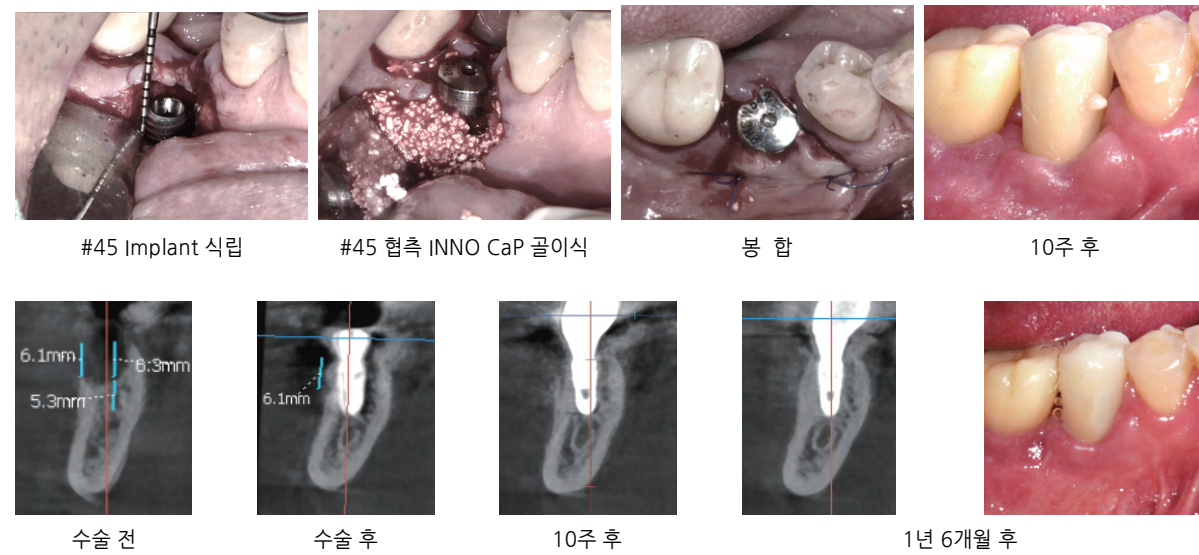 #45 Implant 식립
#45 협측 INNO CaP 골이식
봉 합
10주 후
6.1mm
6.3mm
5.3mm
6.1mm
수술 전
수술 후
10주 후
1년 6개월 후